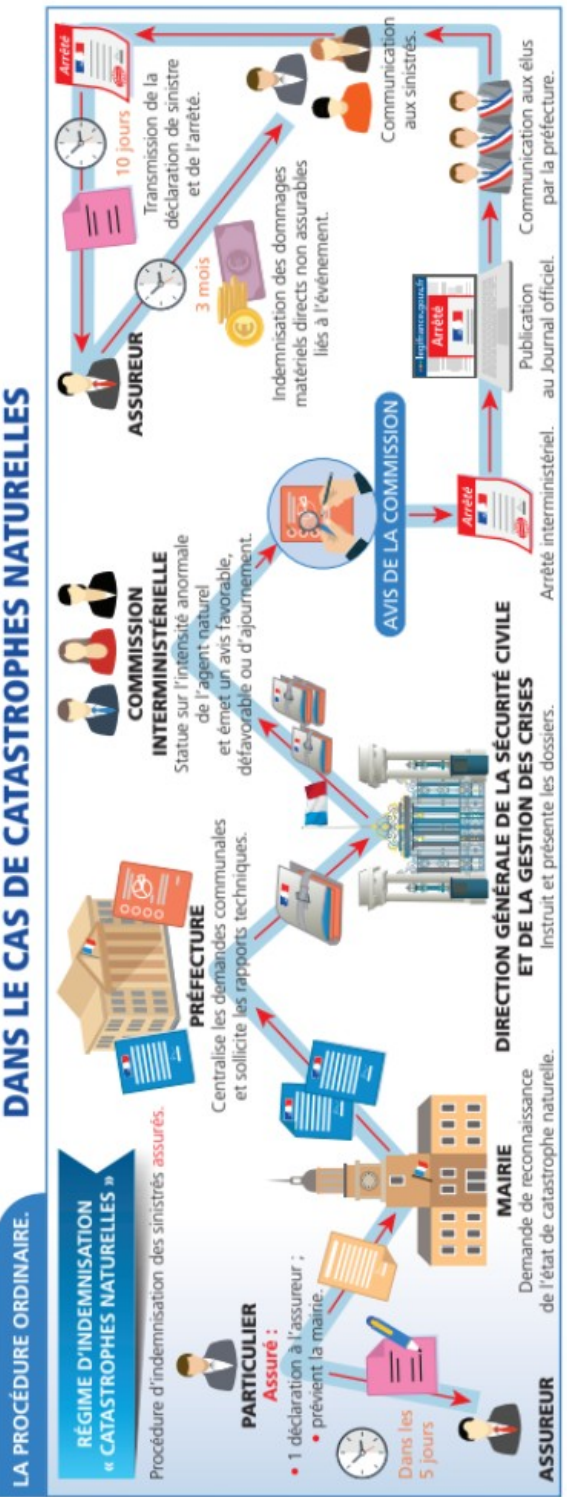 LA PROCÉDURE ORDINAIRE.
DANS LE CAS DE CATASTROPHES NATURELLES
RÉGIME D'INDEMNISATION
« CATASTROPHES NATURELLES »
Procédure d'indemnisation des sinistrés assurés.
PARTICULIER
Assuré :
• 1 déclaration à l'assureur ;
• prévient la mairie.
Dans les
5 jours
ASSUREUR
MAIRIE
Demande de reconnaissance
de l'état de catastrophe naturelle.
PRÉFECTURE
Centralise les demandes communales
et sollicite les rapports techniques.
DIRECTION GÉNÉRALE DE LA SÉCURITÉ CIVILE
ET DE LA GESTION DES CRISES
Instruit et présente les dossiers.
COMMISSION
INTERMINISTÉRIELLE
Statue sur l'intensité anormale
de l'agent naturel
et émet un avis favorable,
défavorable ou d'ajournement.
AVIS DE LA COMMISSION
Arrêté
Arrêté interministériel.
legifrance.gouv.fr
Arrêté
Publication
au Journal officiel.
Communication aux élus
par la préfecture.
Communication
aux sinistrés.
Arrêté
10 jours
Transmission de la
déclaration de sinistre
et de l'arrêté.
ASSUREUR
3 mois
Indemnisation des dommages
matériels directs non assurables
liés à l'événement.